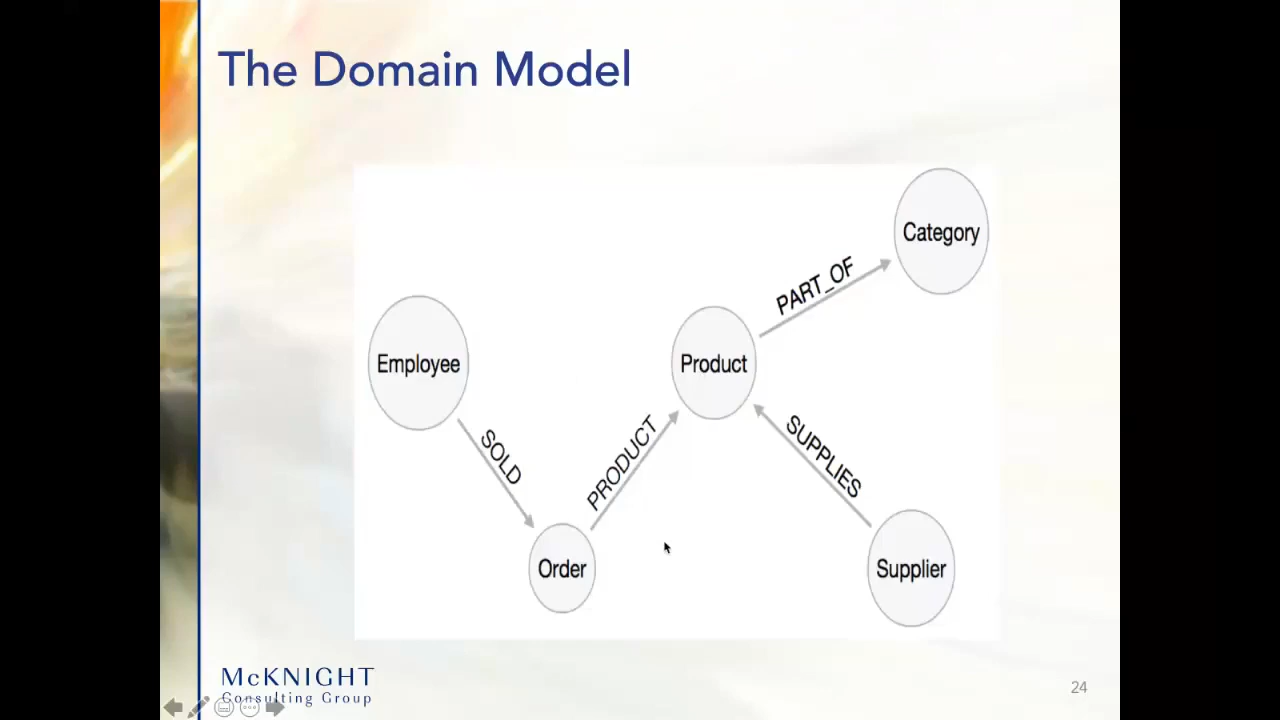 The Domain Model
Category
PART_OF
Employee
Product
SOLD
PRODUCT
SUPPLIES
Order
Supplier
McKNIGHT
Consulting Group
24